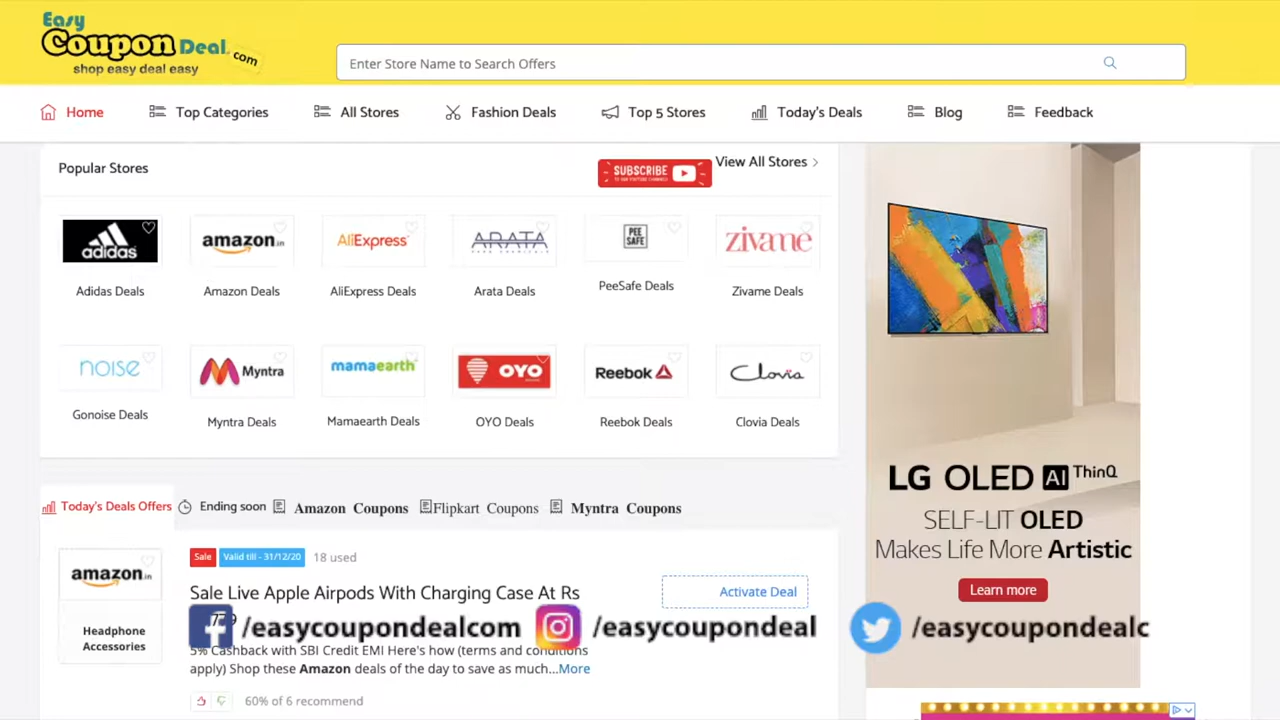 Easy
Coupon Deal.com
shop easy deal easy
Enter Store Name to Search Offers
Home
Top Categories
All Stores
Fashion Deals
Top 5 Stores
Today's Deals
Blog
Feedback
Popular Stores
SUBSCRIBE
View All Stores
adidas
amazon.in
AliExpress
ARATA
PEE SAFE
zivame
Adidas Deals
Amazon Deals
AliExpress Deals
Arata Deals
PeeSafe Deals
Zivame Deals
noise
Myntra
mamaearth
OYO
Reebok
Clovia
Gonoise Deals
Myntra Deals
Mamaearth Deals
OYO Deals
Reebok Deals
Clovia Deals
LG OLED AI ThinQ
SELF-LIT OLED
Makes Life More Artistic
Learn more
Today's Deals Offers
Ending soon
Amazon Coupons
Flipkart Coupons
Myntra Coupons
amazon.in
Headphone
Accessories
Sale
Valid till - 31/12/20
18 used
Sale Live Apple Airpods With Charging Case At Rs
Activate Deal
/easycoupondealcom
/easycoupondeal
/easycoupondealc
5% Cashback with SBI Credit EMI Here's how (terms and conditions
apply) Shop these Amazon deals of the day to save as much...More
60% of 6 recommend